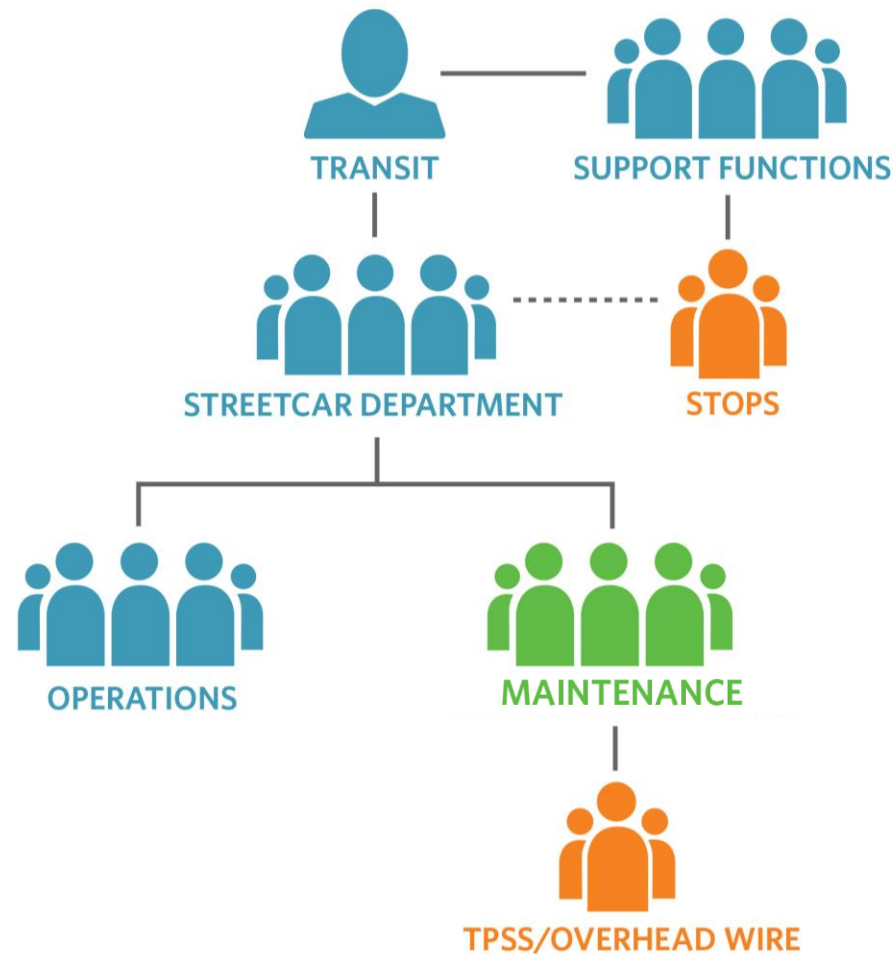 TRANSIT
SUPPORT FUNCTIONS
STREETCAR DEPARTMENT
STOPS
OPERATIONS
MAINTENANCE
TPSS/OVERHEAD WIRE